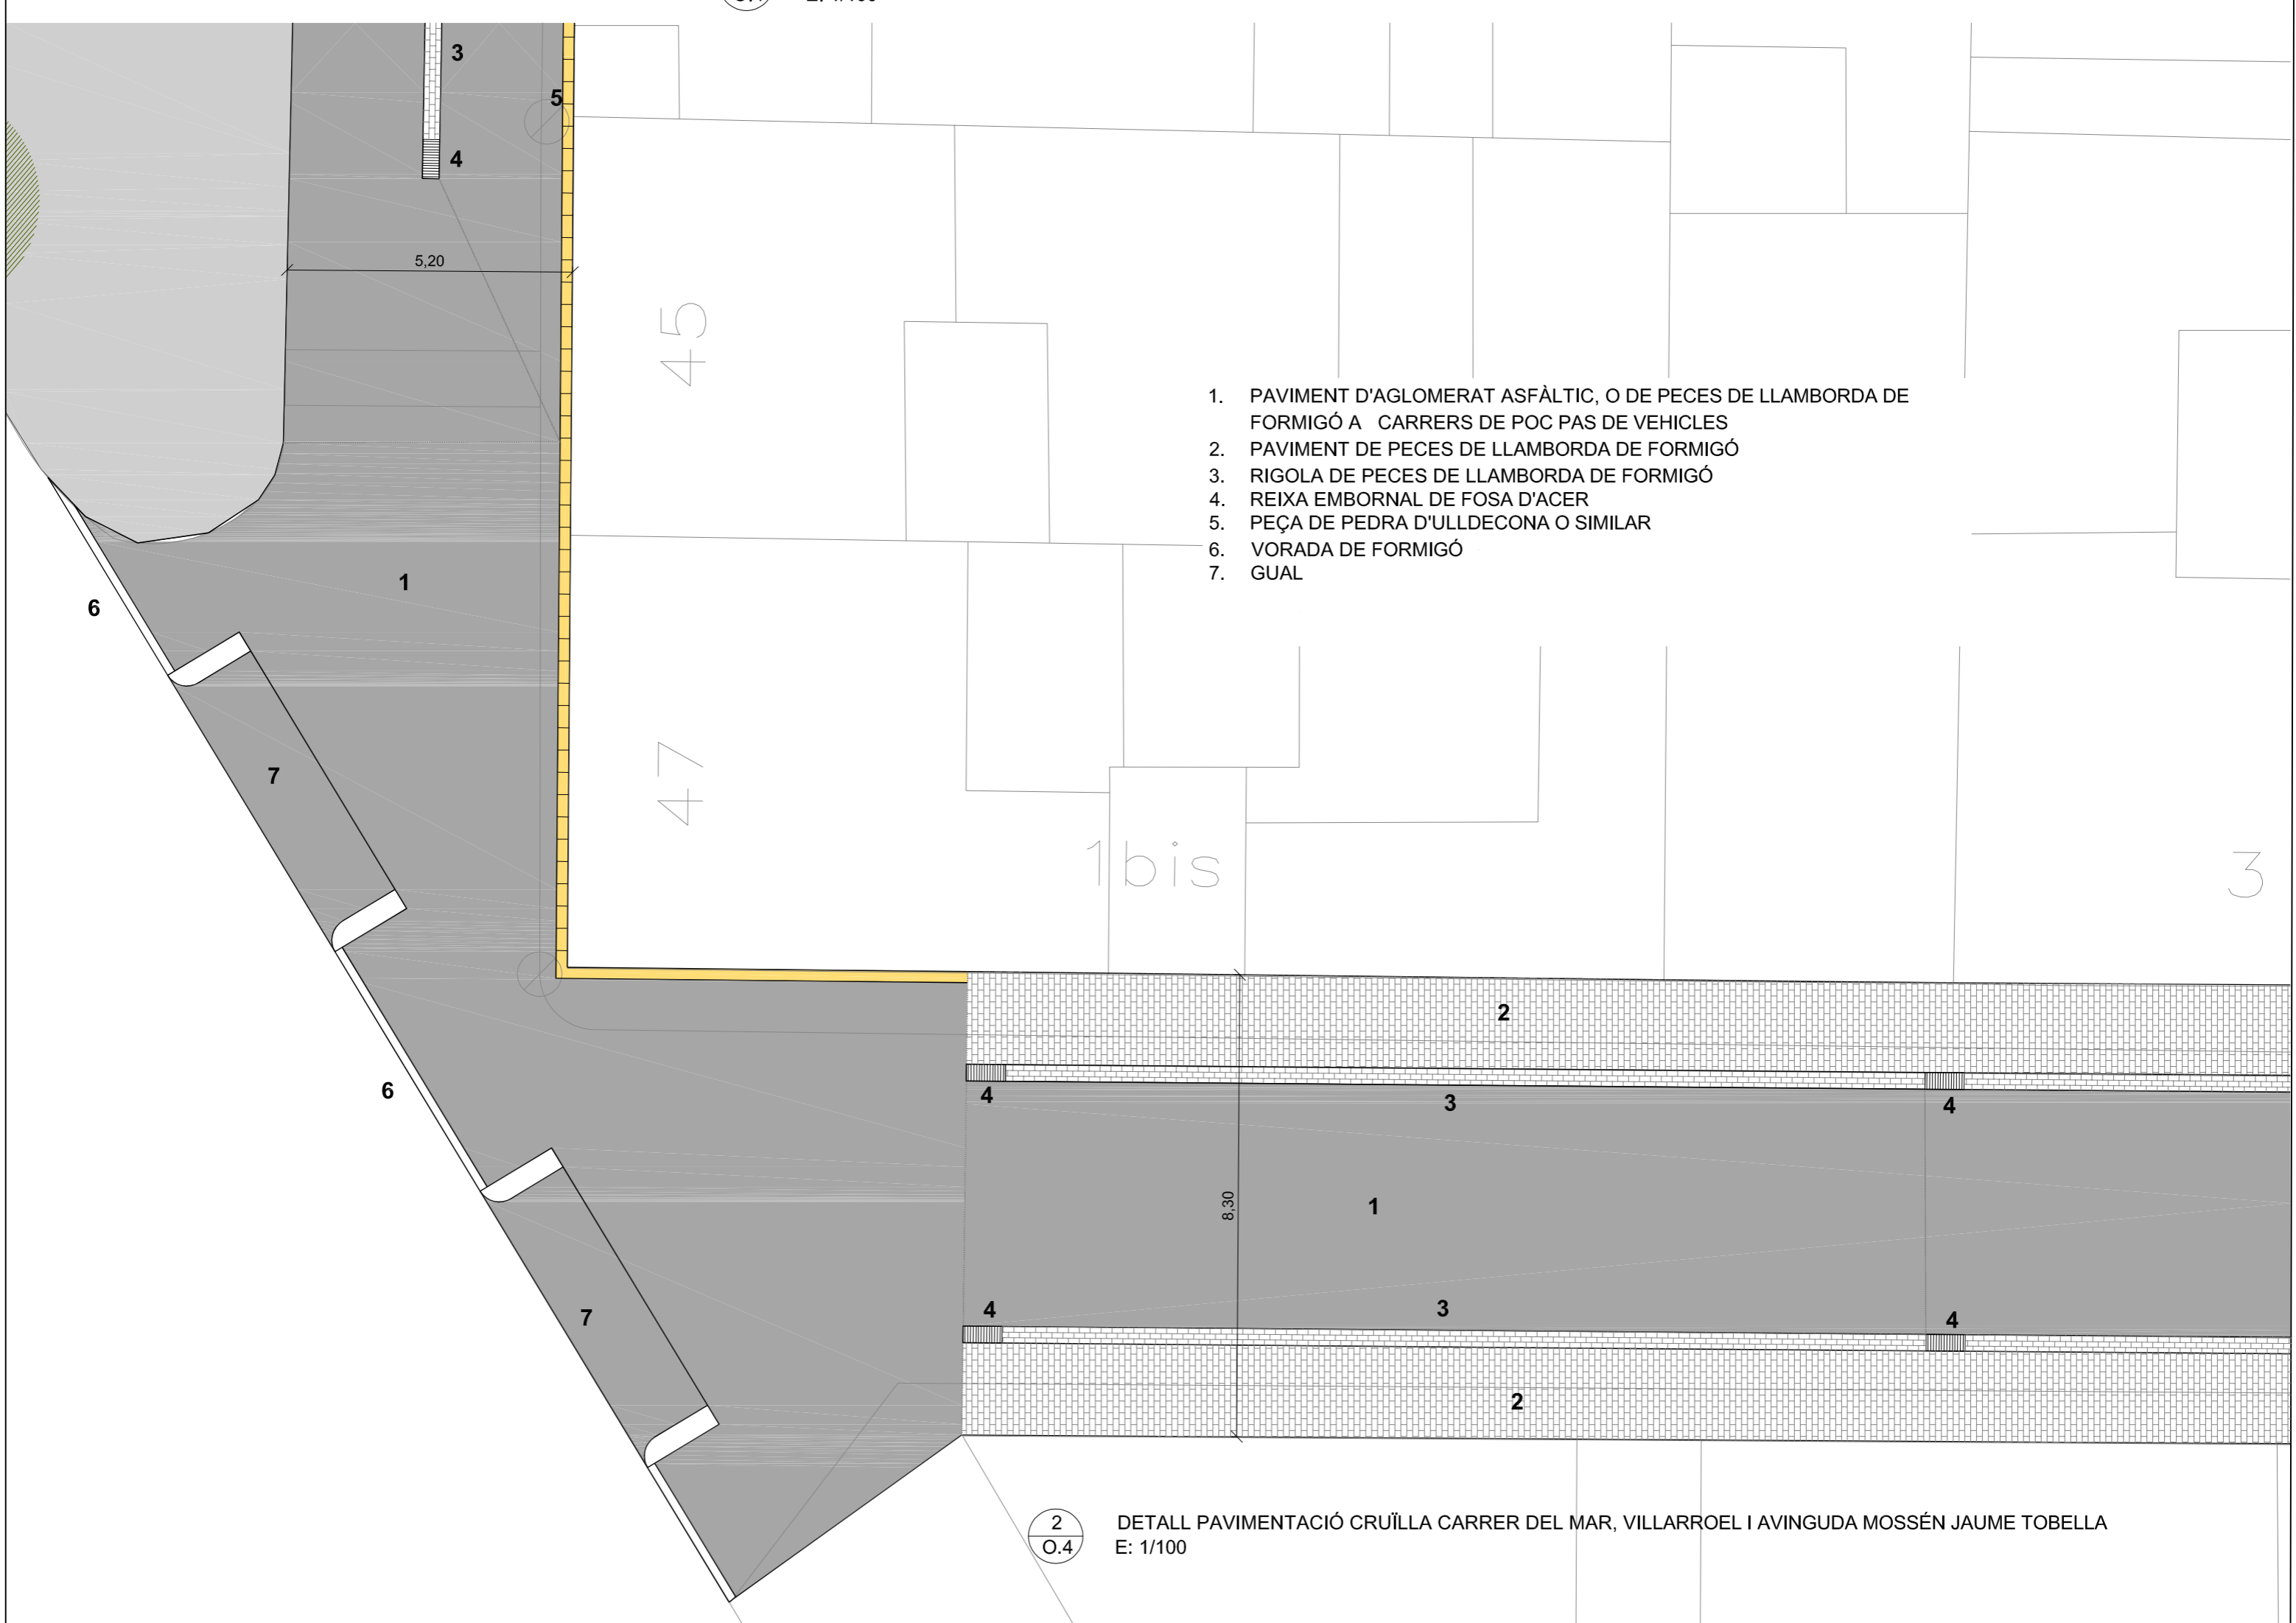 3
5
4
5,20
45
1. PAVIMENT D'AGLOMERAT ASFÀLTIC, O DE PECES DE LLAMBORDA DE
FORMIGÓ A CARRERS DE POC PAS DE VEHICLES
2. PAVIMENT DE PECES DE LLAMBORDA DE FORMIGÓ
3. RIGOLA DE PECES DE LLAMBORDA DE FORMIGÓ
4. REIXA EMBORNAL DE FOSA D'ACER
5. PEÇA DE PEDRA D'ULLDECONA O SIMILAR
6. VORADA DE FORMIGÓ
7. GUAL
1
6
7
47
1bis
3
2
6
4
3
4
8,30
1
7
4
3
4
2
2
O.4
DETALL PAVIMENTACIÓ CRUÏLLA CARRER DEL MAR, VILLARROEL I AVINGUDA MOSSÉN JAUME TOBELLA
E: 1/100